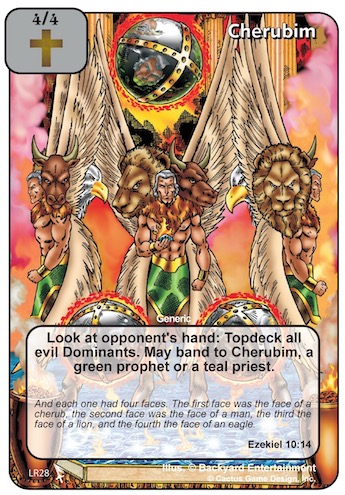 4/4
Cherubim
Generic
Look at opponent's hand: Topdeck all
evil Dominants. May band to Cherubim, a
green prophet or a teal priest.
And each one had four faces. The first face was the face of a
cherub, the second face was the face of a man, the third the
face of a lion, and the fourth the face of an eagle.
Ezekiel 10:14
Illus. © Backyard Entertainment
LR28 © Cactus Game Design, Inc.